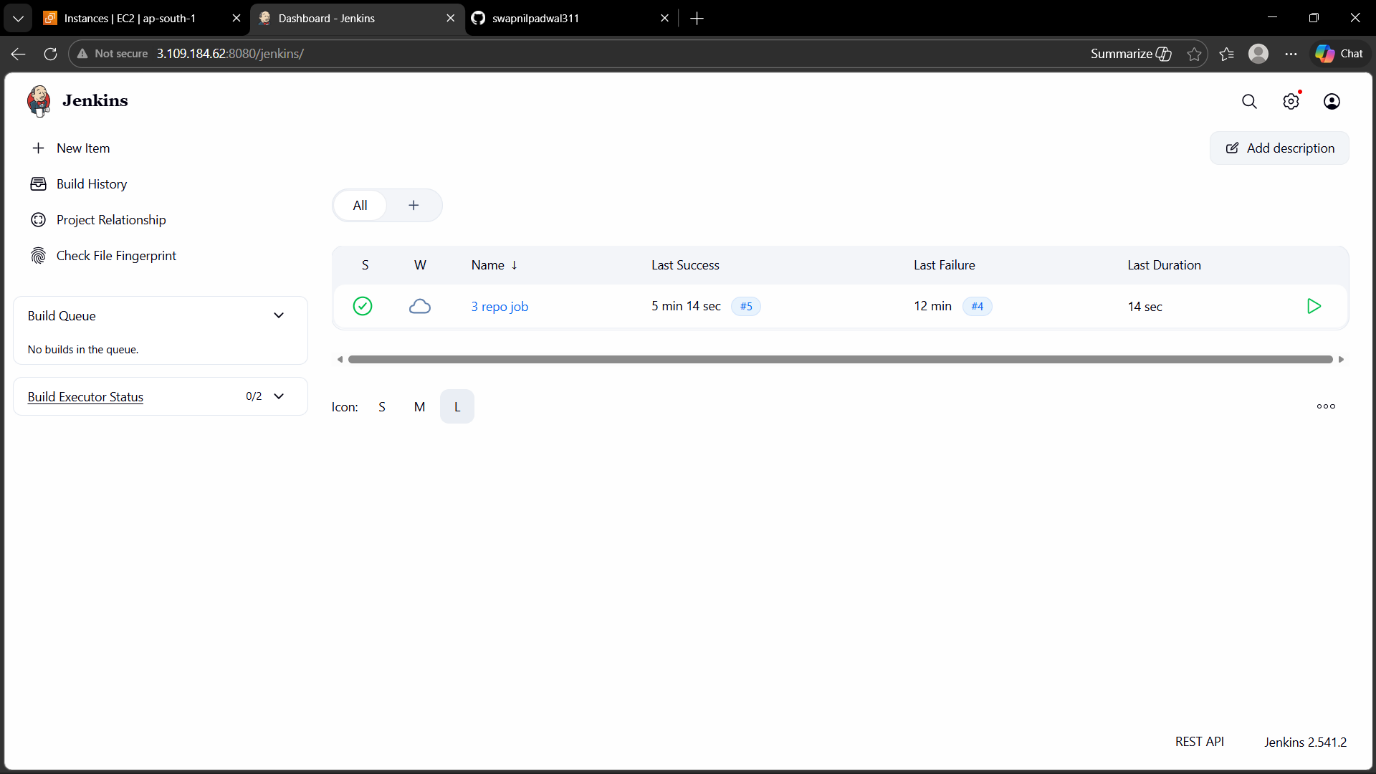 Instances | EC2 | ap-south-1
Dashboard - Jenkins
swapnilpadwal311
Not secure 3.109.184.62:8080/jenkins/
Summarize
Chat
Jenkins
New Item
Add description
Build History
All
Project Relationship
Check File Fingerprint
S W Name ↓ Last Success Last Failure Last Duration
3 repo job 5 min 14 sec #5 12 min #4 14 sec
Build Queue
No builds in the queue.
Build Executor Status 0/2
Icon: S M L
REST API Jenkins 2.541.2